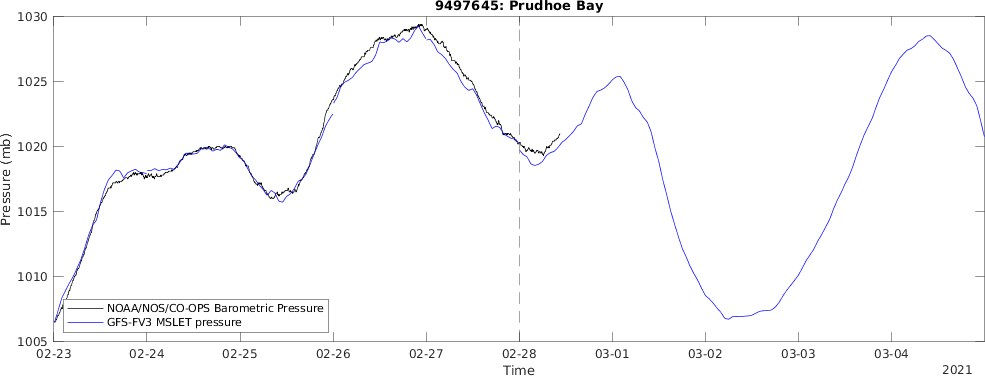 9497645: Prudhoe Bay
Pressure (mb)
1030
1025
1020
1015
1010
1005
NOAA/NOS/CO-OPS Barometric Pressure
GFS-FV3 MSLET pressure
02-23 02-24 02-25 02-26 02-27 02-28 03-01 03-02 03-03 03-04
Time
2021